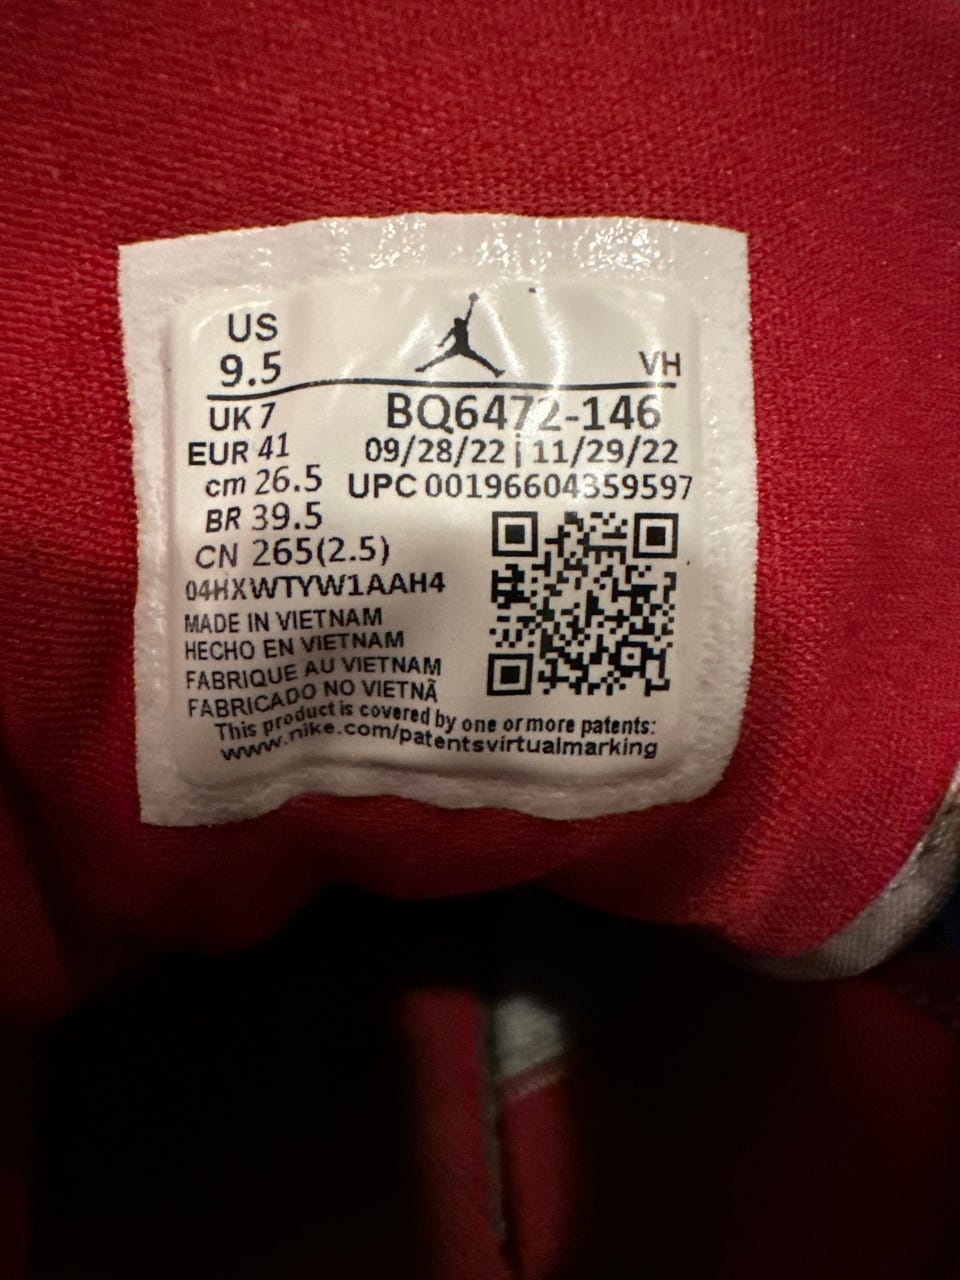 US
9.5
VH
UK 7
BQ6472-146
EUR 41
09/28/22 | 11/29/22
cm 26.5
UPC 00196604359597
BR 39.5
CN 265(2.5)
04HXWTYW1AAH4
MADE IN VIETNAM
HECHO EN VIETNAM
FABRIQUE AU VIETNAM
FABRICADO NO VIETNÃ
This product is covered by one or more patents:
www.nike.com/patentsvirtualmarking